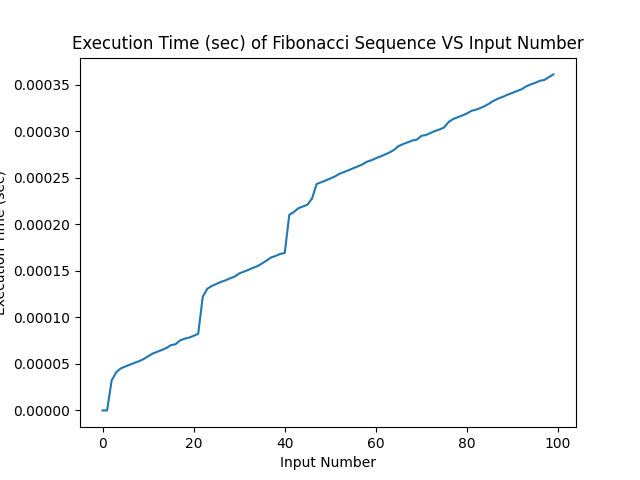 Execution Time (sec) of Fibonacci Sequence VS Input Number
0.00035
0.00030
0.00025
0.00020
0.00015
0.00010
0.00005
0.00000
Execution Time (sec)
0 20 40 60 80 100
Input Number